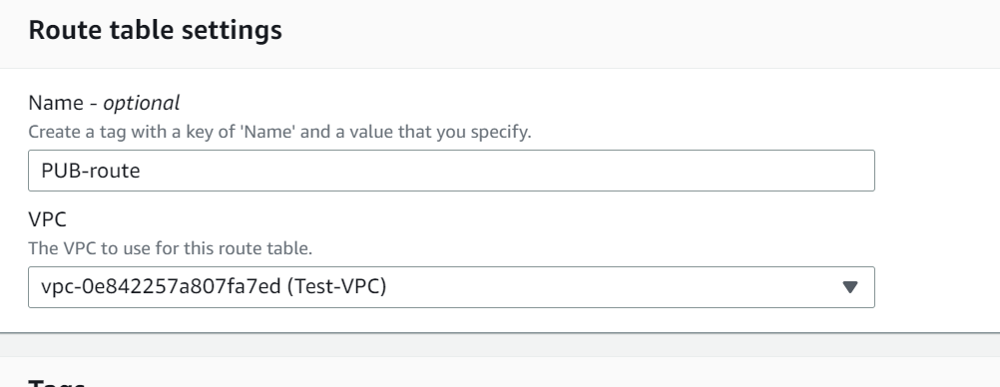 Route table settings
Name - optional
Create a tag with a key of 'Name' and a value that you specify.
PUB-route
VPC
The VPC to use for this route table.
vpc-0e842257a807fa7ed (Test-VPC)
Tags